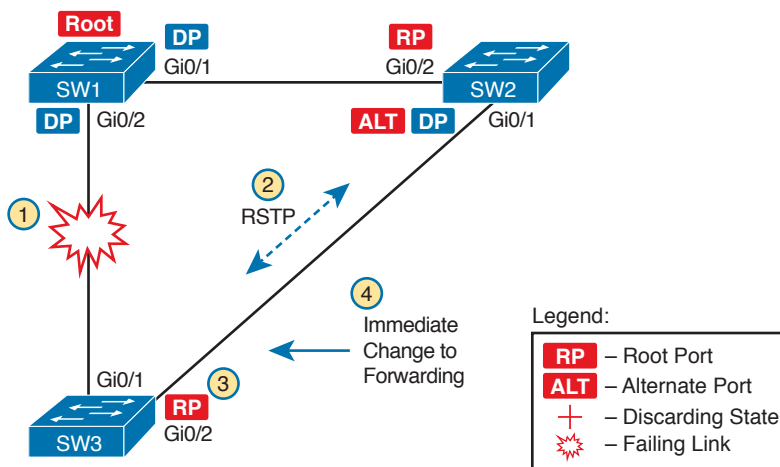 Root
DP
RP
Gi0/1
Gi0/2
SW1
SW2
DP
Gi0/2
ALT
DP
Gi0/1
1
2
RSTP
4
Immediate
Change to
Forwarding
Gi0/1
3
RP
Gi0/2
SW3
Legend:
RP – Root Port
ALT – Alternate Port
– Discarding State
– Failing Link